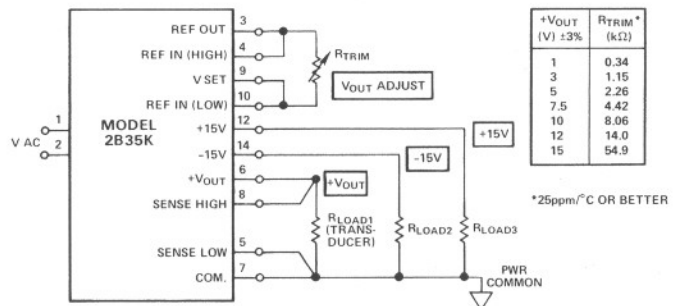 MODEL
2B35K
V AC
1
2
REF OUT 3
REF IN (HIGH) 4
V SET 9
REF IN (LOW) 10
+15V 12
-15V 14
+VOUT 6
SENSE HIGH 8
SENSE LOW 5
COM. 7
RTRIM
VOUT ADJUST
+15V
-15V
+VOUT
RLOAD1
(TRANS-
DUCER)
RLOAD2
RLOAD3
PWR
COMMON
+VOUT RTRIM*
(V) ±3% (kΩ)
1 0.34
3 1.15
5 2.26
7.5 4.42
10 8.06
12 14.0
15 54.9
*25ppm/°C OR BETTER